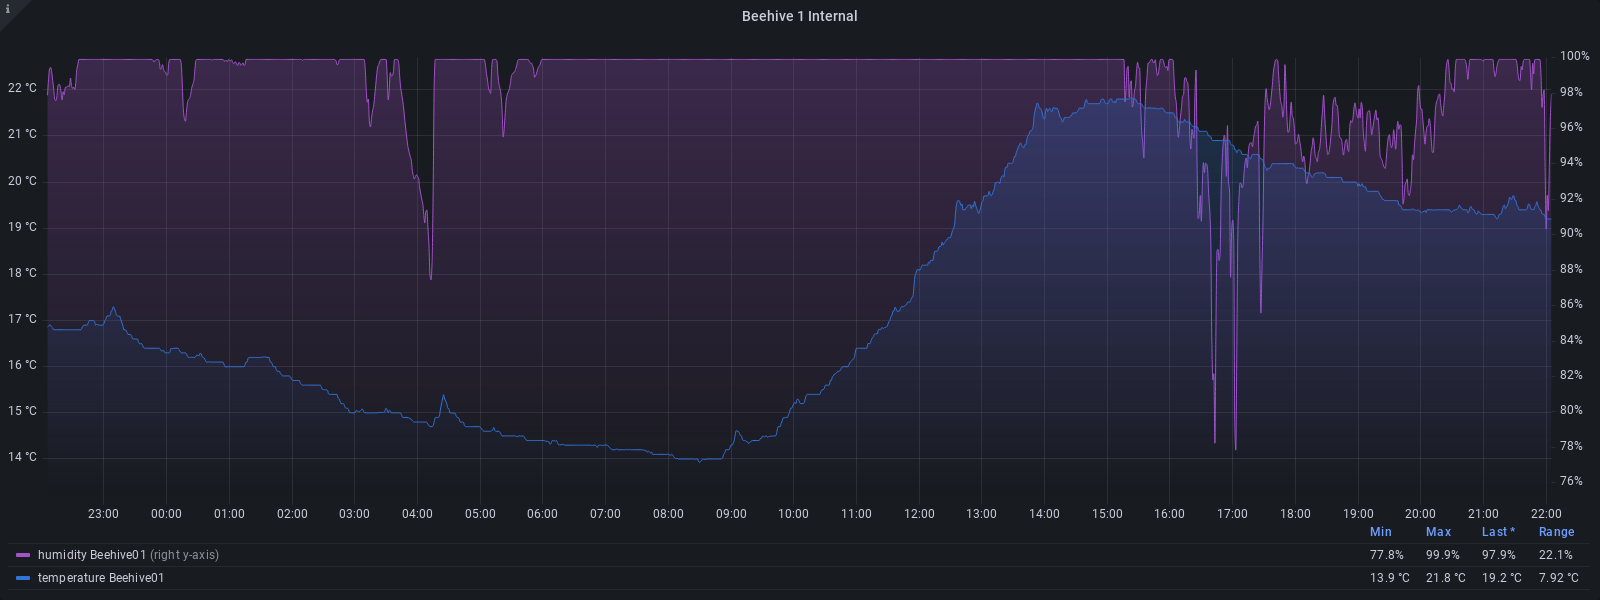 i
Beehive 1 Internal
22 °C
21 °C
20 °C
19 °C
18 °C
17 °C
16 °C
15 °C
14 °C
100%
98%
96%
94%
92%
90%
88%
86%
84%
82%
80%
78%
76%
23:00 00:00 01:00 02:00 03:00 04:00 05:00 06:00 07:00 08:00 09:00 10:00 11:00 12:00 13:00 14:00 15:00 16:00 17:00 18:00 19:00 20:00 21:00 22:00
Min Max Last * Range
humidity Beehive01 (right y-axis) 77.8% 99.9% 97.9% 22.1%
temperature Beehive01 13.9 °C 21.8 °C 19.2 °C 7.92 °C